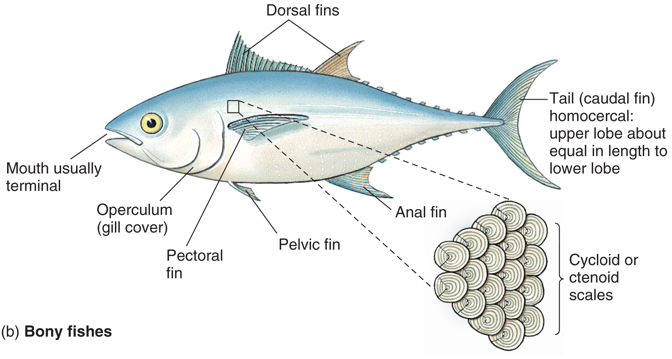 Dorsal fins
Tail (caudal fin)
homocercal:
upper lobe about
equal in length to
lower lobe
Mouth usually
terminal
Operculum
(gill cover)
Pectoral
fin
Pelvic fin
Anal fin
Cycloid or
ctenoid
scales
(b) Bony fishes